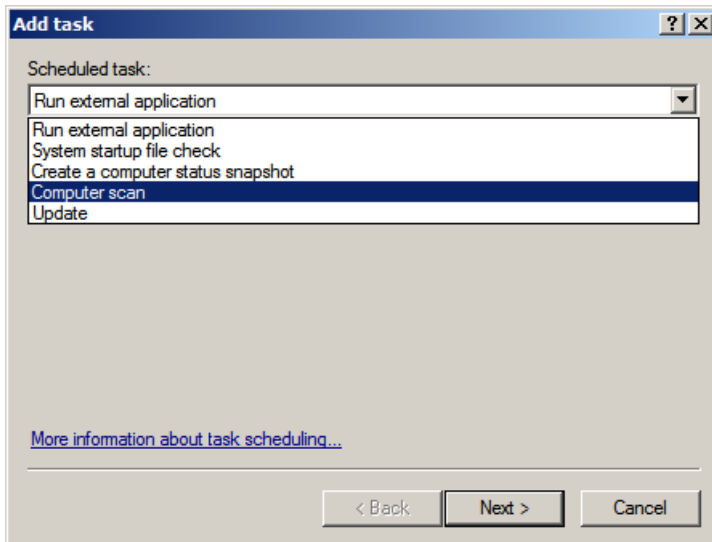 Add task
Scheduled task:
Run external application
Run external application
System startup file check
Create a computer status snapshot
Computer scan
Update
More information about task scheduling...
< Back Next > Cancel